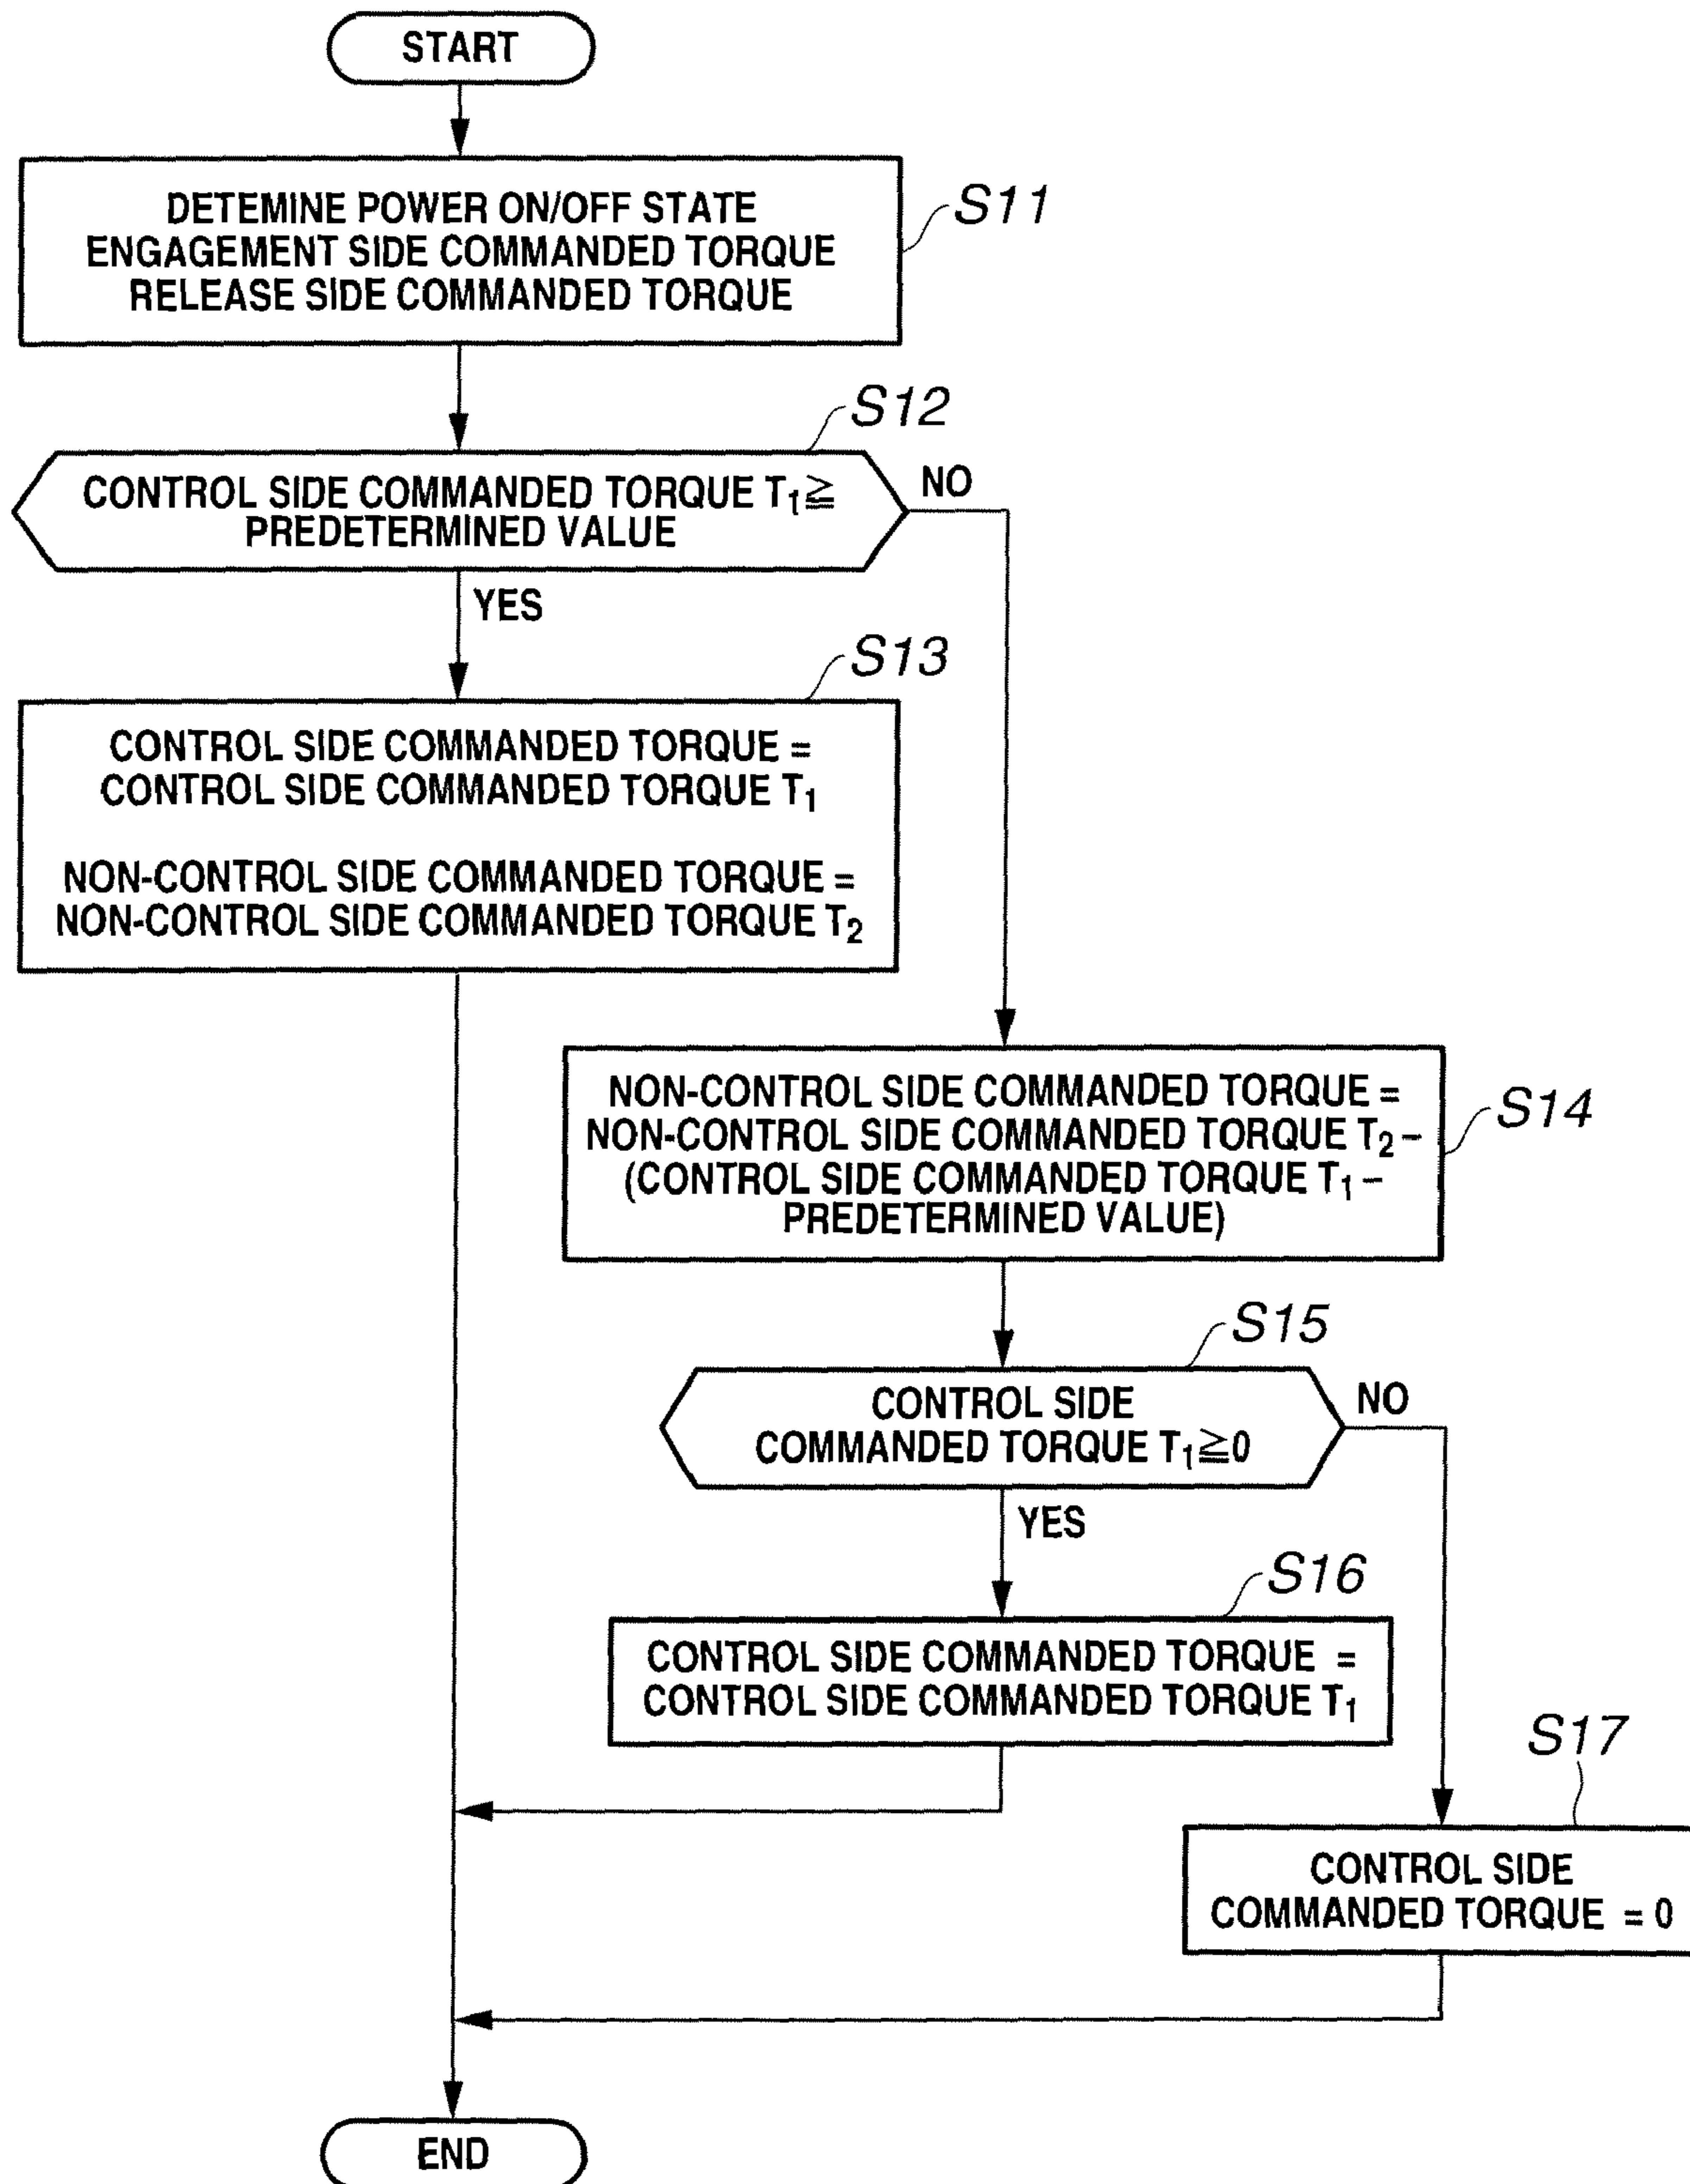 START
DETEMINE POWER ON/OFF STATE
ENGAGEMENT SIDE COMMANDED TORQUE
RELEASE SIDE COMMANDED TORQUE
S11
S12
CONTROL SIDE COMMANDED TORQUE T₁≧
PREDETERMINED VALUE
NO
YES
S13
CONTROL SIDE COMMANDED TORQUE =
CONTROL SIDE COMMANDED TORQUE T₁
NON-CONTROL SIDE COMMANDED TORQUE =
NON-CONTROL SIDE COMMANDED TORQUE T₂
NON-CONTROL SIDE COMMANDED TORQUE =
NON-CONTROL SIDE COMMANDED TORQUE T₂ –
(CONTROL SIDE COMMANDED TORQUE T₁ –
PREDETERMINED VALUE)
S14
S15
CONTROL SIDE
COMMANDED TORQUE T₁≧0
NO
YES
S16
CONTROL SIDE COMMANDED TORQUE =
CONTROL SIDE COMMANDED TORQUE T₁
S17
CONTROL SIDE
COMMANDED TORQUE = 0
END